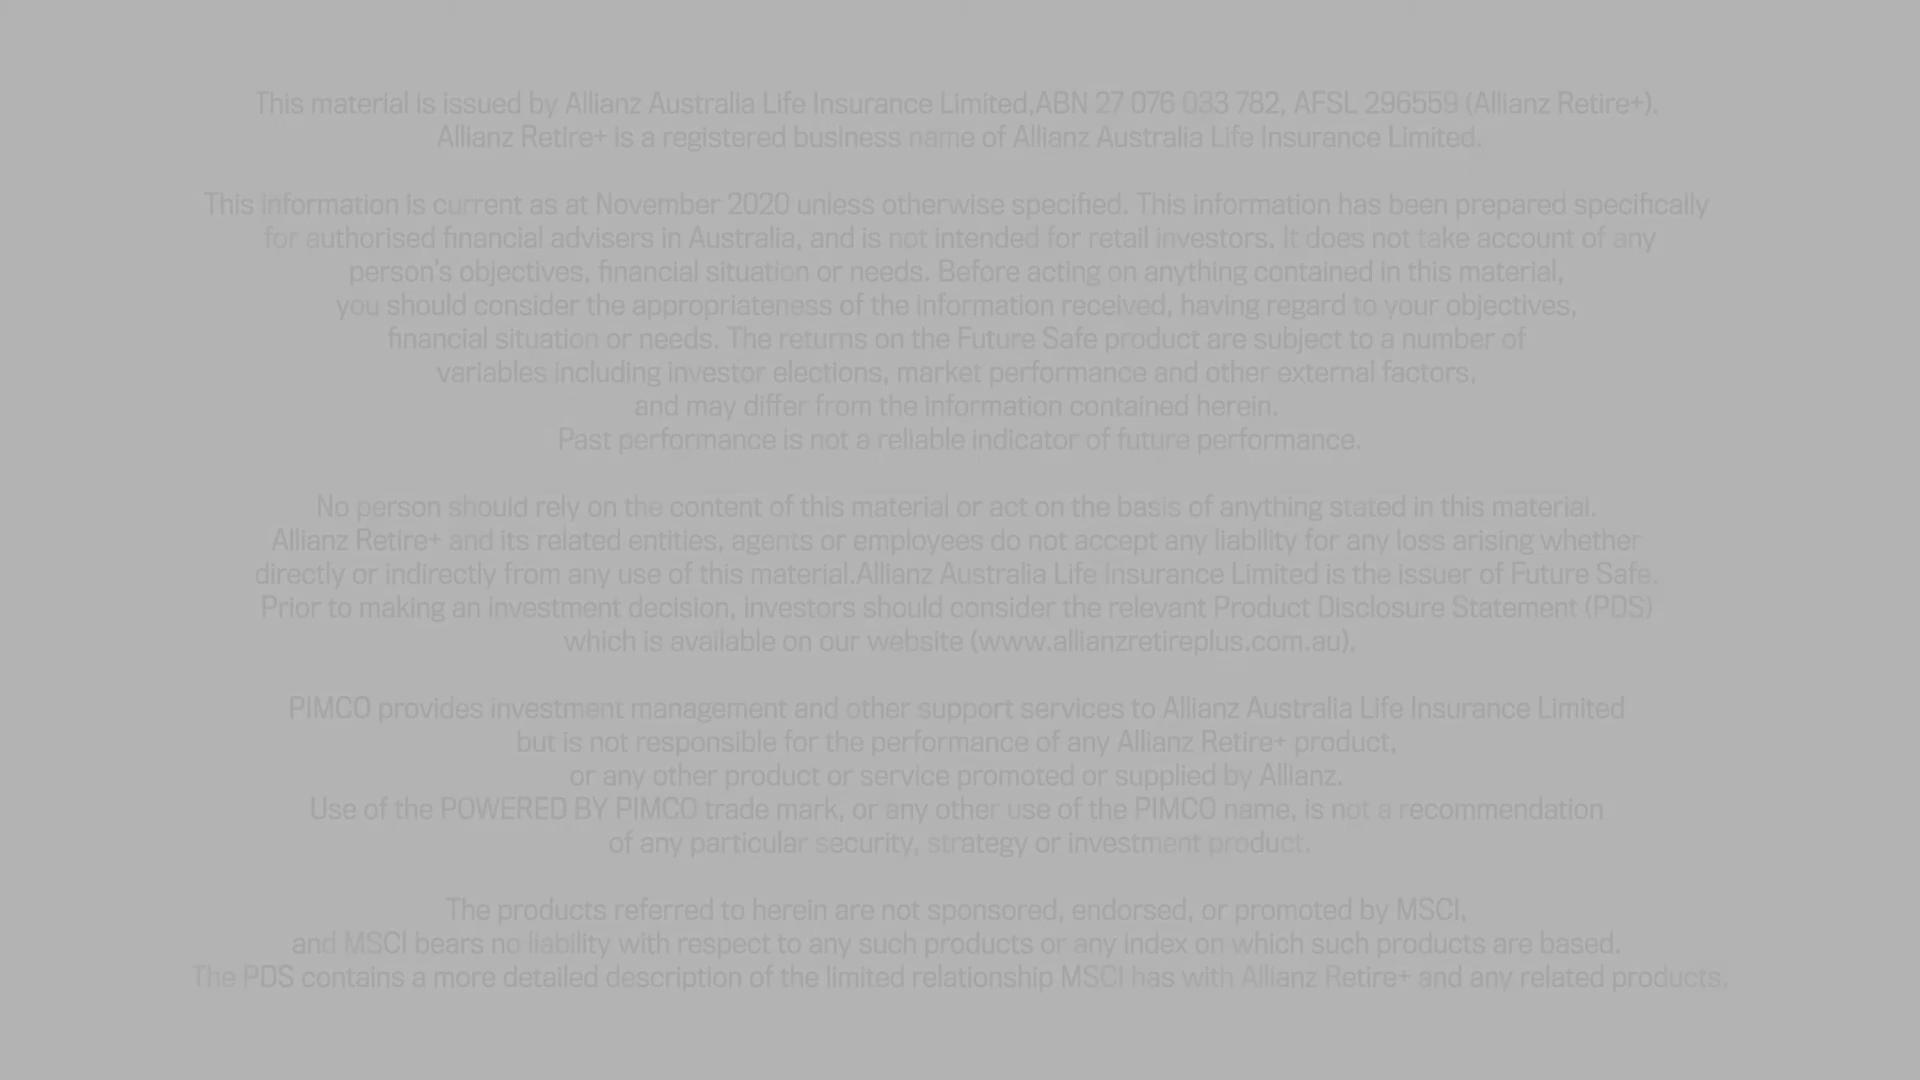 This material is issued by Allianz Australia Life Insurance Limited,ABN 27 076 033 782, AFSL 296559 (Allianz Retire+).
Allianz Retire+ is a registered business name of Allianz Australia Life Insurance Limited.
This information is current as at November 2020 unless otherwise specified. This information has been prepared specifically
for authorised financial advisers in Australia, and is not intended for retail investors. It does not take account of any
person's objectives, financial situation or needs. Before acting on anything contained in this material,
you should consider the appropriateness of the information received, having regard to your objectives,
financial situation or needs. The returns on the Future Safe product are subject to a number of
variables including investor elections, market performance and other external factors,
and may differ from the information contained herein.
Past performance is not a reliable indicator of future performance.
No person should rely on the content of this material or act on the basis of anything stated in this material.
Allianz Retire+ and its related entities, agents or employees do not accept any liability for any loss arising whether
directly or indirectly from any use of this material.Allianz Australia Life Insurance Limited is the issuer of Future Safe.
Prior to making an investment decision, investors should consider the relevant Product Disclosure Statement (PDS)
which is available on our website (www.allianzretireplus.com.au).
PIMCO provides investment management and other support services to Allianz Australia Life Insurance Limited
but is not responsible for the performance of any Allianz Retire+ product,
or any other product or service promoted or supplied by Allianz.
Use of the POWERED BY PIMCO trade mark, or any other use of the PIMCO name, is not a recommendation
of any particular security, strategy or investment product.
The products referred to herein are not sponsored, endorsed, or promoted by MSCI,
and MSCI bears no liability with respect to any such products or any index on which such products are based.
The PDS contains a more detailed description of the limited relationship MSCI has with Allianz Retire+ and any related products.